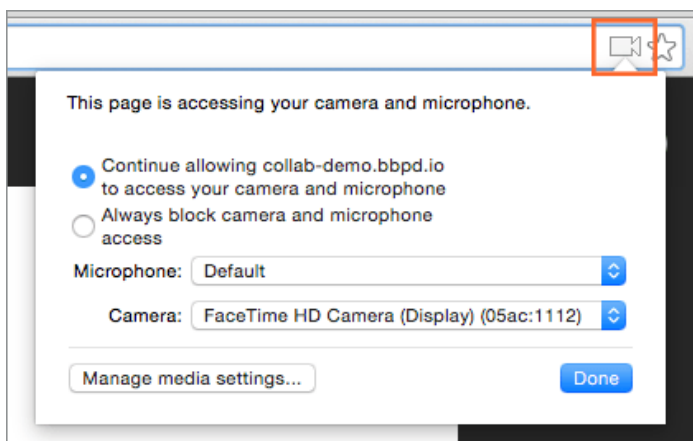 This page is accessing your camera and microphone.
Continue allowing collab-demo.bbpd.io
to access your camera and microphone
Always block camera and microphone
access
Microphone: Default
Camera: FaceTime HD Camera (Display) (05ac:1112)
Manage media settings... Done